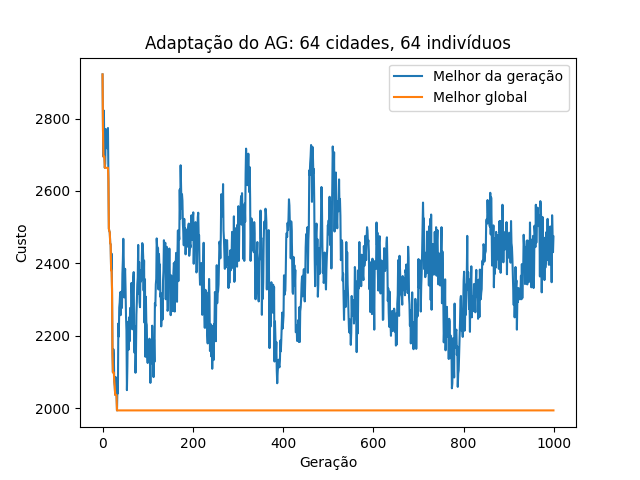 Adaptação do AG: 64 cidades, 64 indivíduos
Melhor da geração
Melhor global
Custo
2800
2600
2400
2200
2000
0 200 400 600 800 1000
Geração